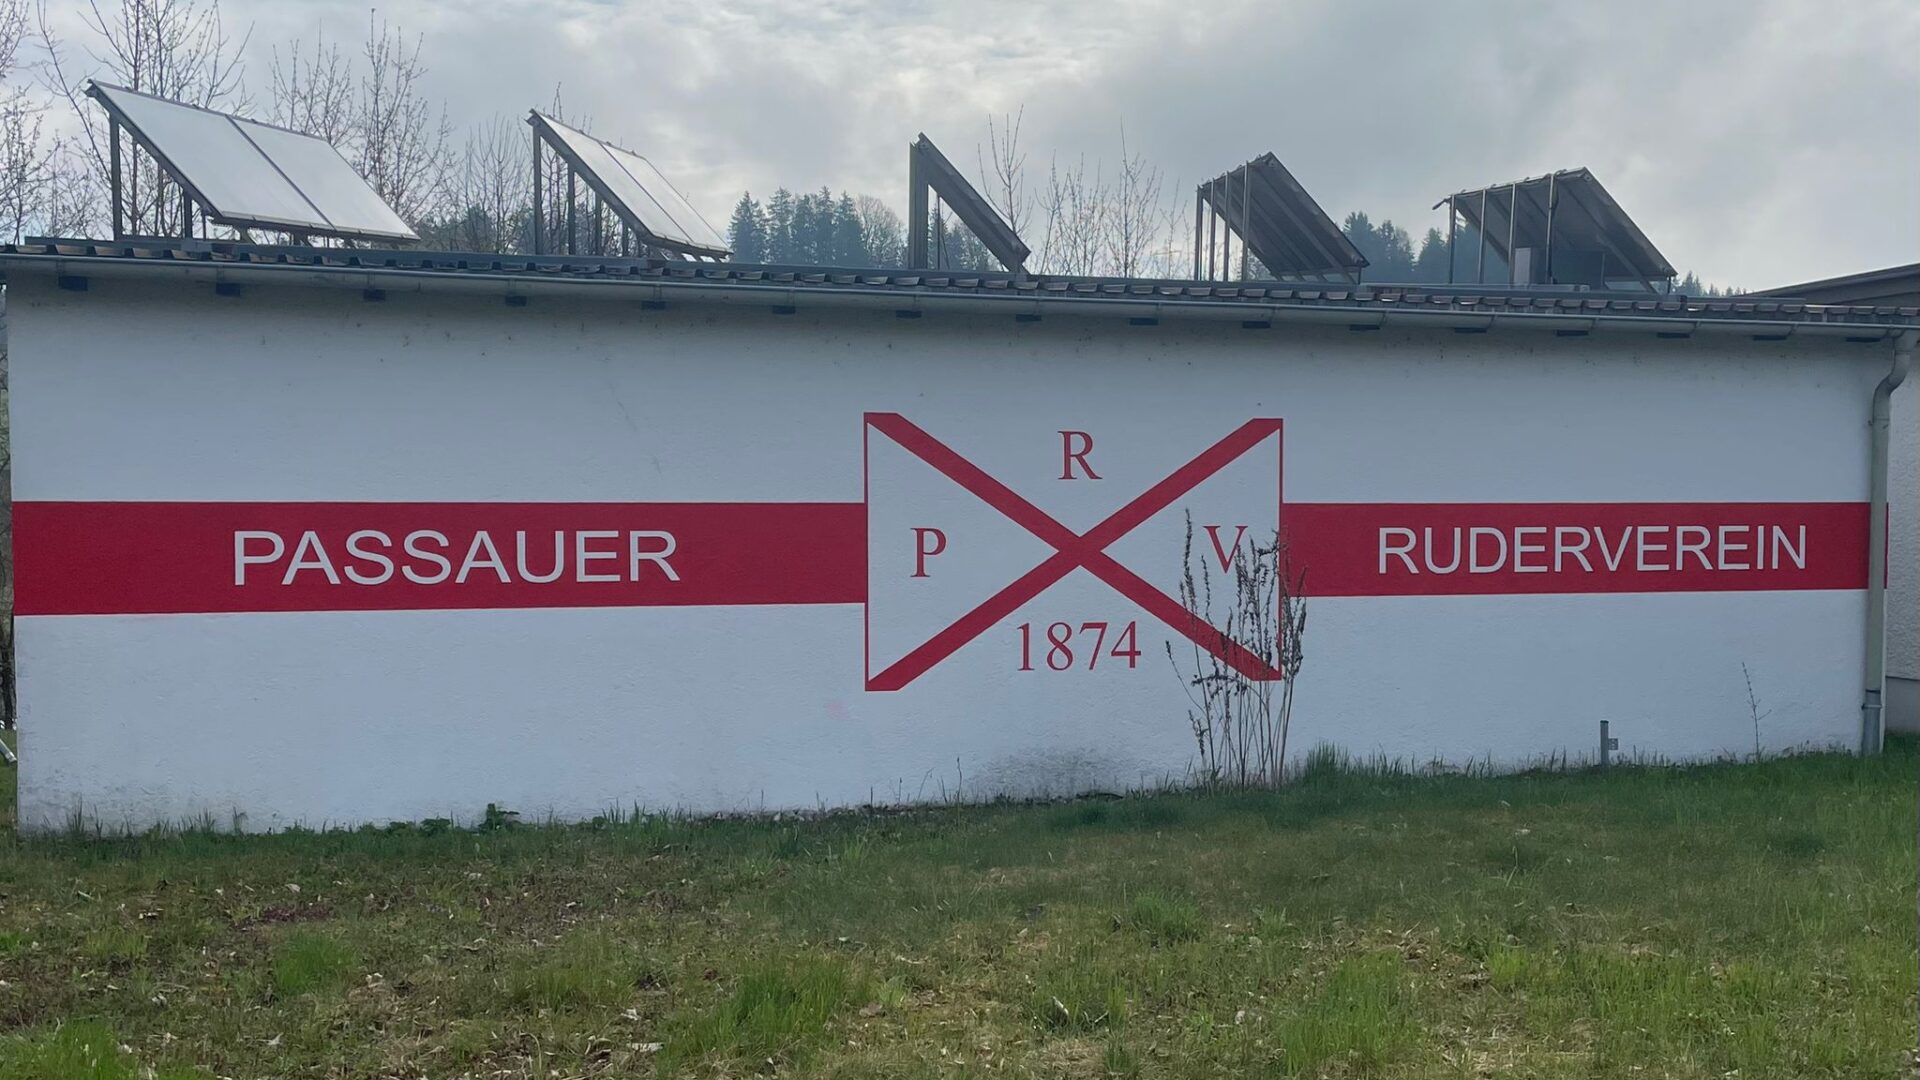 PASSAUER
R
P V
1874
RUDERVEREIN